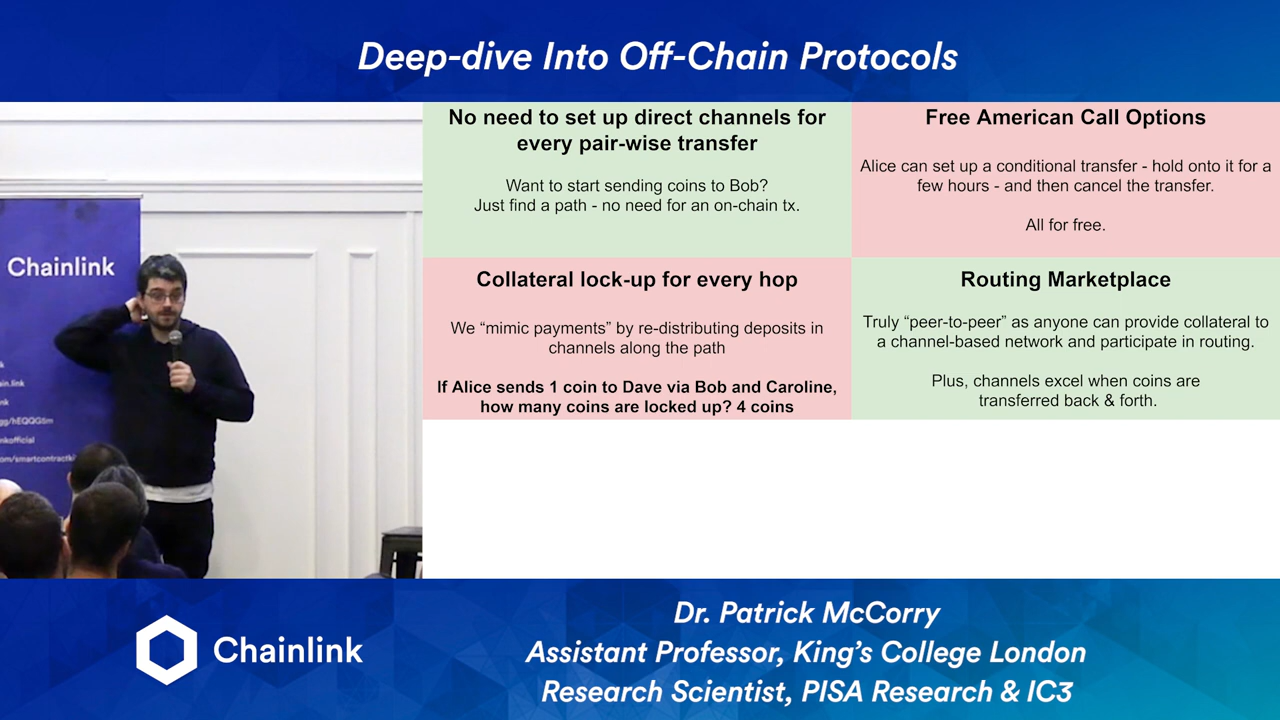 Deep-dive Into Off-Chain Protocols
No need to set up direct channels for
every pair-wise transfer
Want to start sending coins to Bob?
Just find a path - no need for an on-chain tx.
Free American Call Options
Alice can set up a conditional transfer - hold onto it for a
few hours - and then cancel the transfer.
All for free.
Collateral lock-up for every hop
We “mimic payments” by re-distributing deposits in
channels along the path
If Alice sends 1 coin to Dave via Bob and Caroline,
how many coins are locked up? 4 coins
Routing Marketplace
Truly “peer-to-peer” as anyone can provide collateral to
a channel-based network and participate in routing.
Plus, channels excel when coins are
transferred back & forth.
Chainlink
Chainlink
Dr. Patrick McCorry
Assistant Professor, King’s College London
Research Scientist, PISA Research & IC3